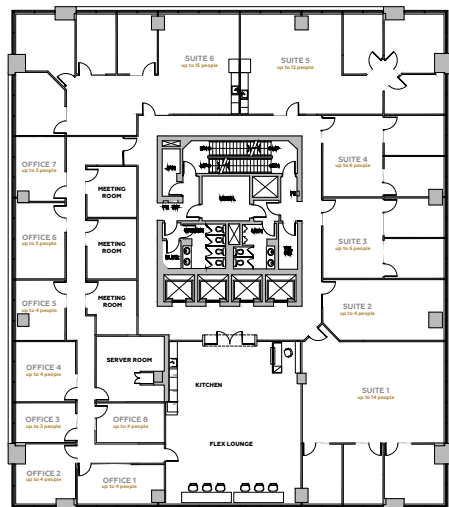 SUITE 6
up to 15 people
SUITE 5
up to 12 people
OFFICE 7
up to 3 people
SUITE 4
up to 6 people
MEETING
ROOM
OFFICE 6
up to 5 people
MEETING
ROOM
SUITE 3
up to 6 people
OFFICE 5
up to 4 people
MEETING
ROOM
SUITE 2
up to 4 people
OFFICE 4
up to 4 people
SERVER ROOM
KITCHEN
SUITE 1
up to 14 people
OFFICE 3
up to 3 people
OFFICE 8
up to 4 people
FLEX LOUNGE
OFFICE 2
up to 4 people
OFFICE 1
up to 4 people